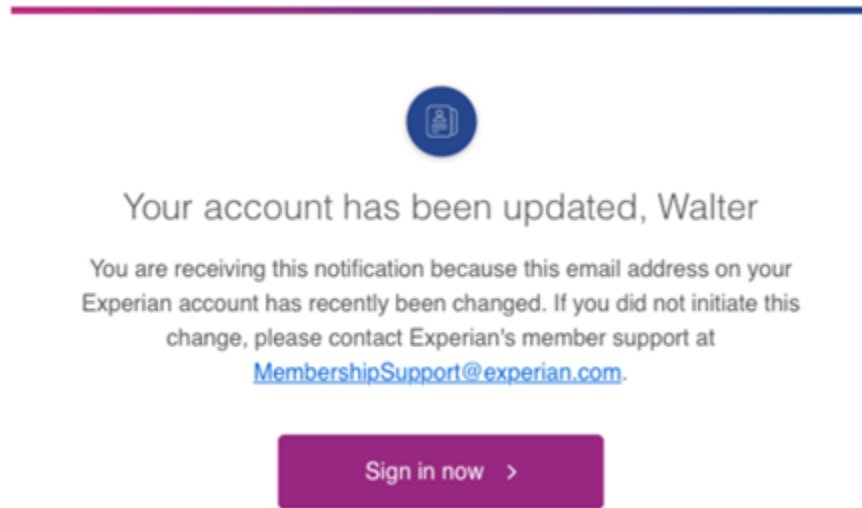 Your account has been updated, Walter
You are receiving this notification because this email address on your
Experian account has recently been changed. If you did not initiate this
change, please contact Experian's member support at
MembershipSupport@experian.com.
Sign in now >